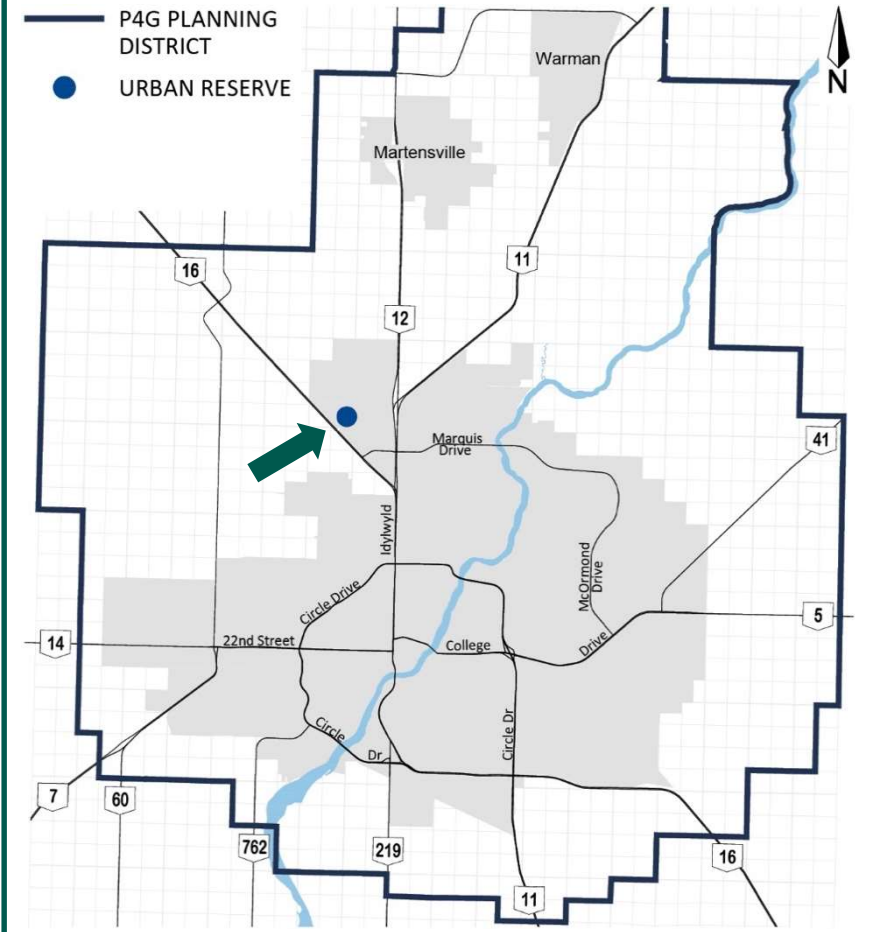 P4G PLANNING
DISTRICT
URBAN RESERVE
N
Warman
Martensville
16
11
12
Marquis
Drive
41
Idylwyld
McOrmond
Drive
Circle Drive
5
14
22nd Street
College
Drive
Circle
Dr
Circle Dr
7
60
762
219
16
11